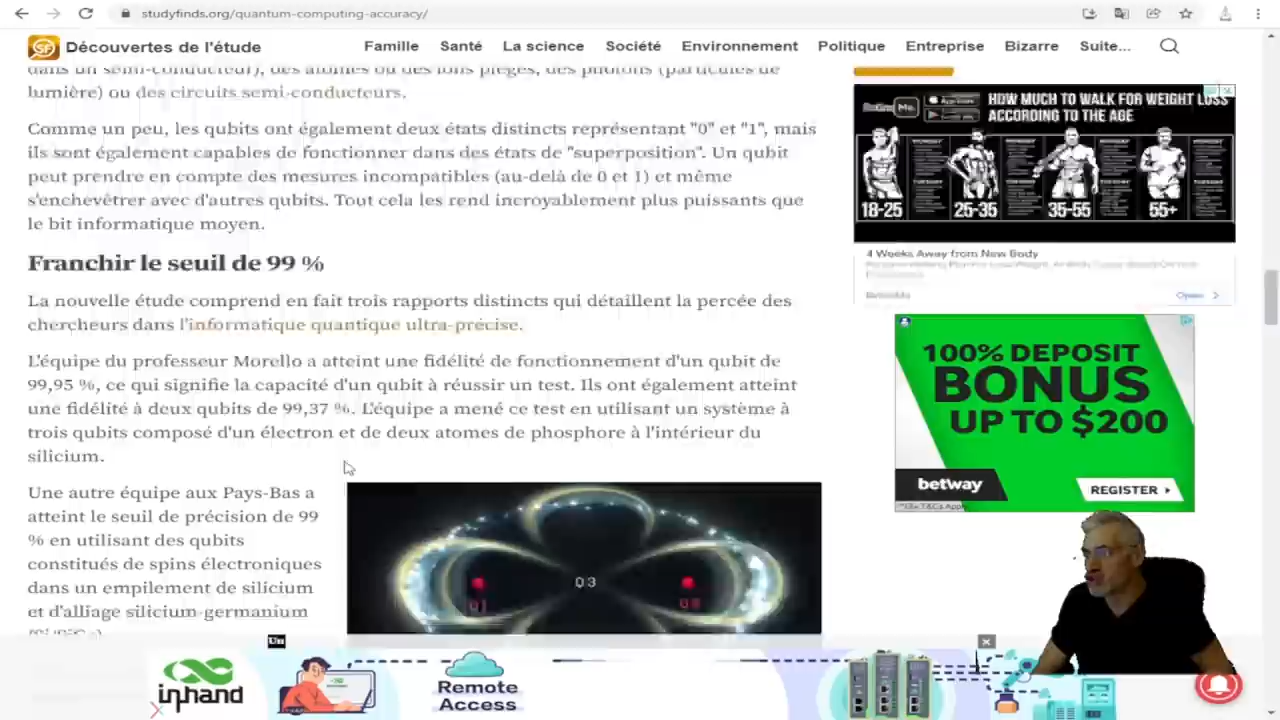 studyfinds.org/quantum-computing-accuracy/
SF Découvertes de l'étude
Famille Santé La science Société Environnement Politique Entreprise Bizarre Suite...
dans un semi-conducteur), des atomes ou des ions piégés, des photons (particules de
lumière) ou des circuits semi-conducteurs.
Comme un peu, les qubits ont également deux états distincts représentant "0" et "1", mais
ils sont également capables de fonctionner dans des états de "superposition". Un qubit
peut prendre en compte des mesures incompatibles (au-delà de 0 et 1) et même
s'enchevêtrer avec d'autres qubits. Tout cela les rend incroyablement plus puissants que
le bit informatique moyen.
Franchir le seuil de 99 %
La nouvelle étude comprend en fait trois rapports distincts qui détaillent la percée des
chercheurs dans l'informatique quantique ultra-précise.
L'équipe du professeur Morello a atteint une fidélité de fonctionnement d'un qubit de
99,95 %, ce qui signifie la capacité d'un qubit à réussir un test. Ils ont également atteint
une fidélité à deux qubits de 99,37 %. L'équipe a mené ce test en utilisant un système à
trois qubits composé d'un électron et de deux atomes de phosphore à l'intérieur du
silicium.
Une autre équipe aux Pays-Bas a
atteint le seuil de précision de 99
% en utilisant des qubits
constitués de spins électroniques
dans un empilement de silicium
et d'alliage silicium-germanium
Q1
Q3
HOW MUCH TO WALK FOR WEIGHT LOSS
ACCORDING TO THE AGE
Me.
App Store
18-25 25-35 35-55 55+
4 Weeks Away from New Body
BetterMe
Open
100% DEPOSIT
BONUS
UP TO $200
betway
REGISTER
inhand
Remote
Access